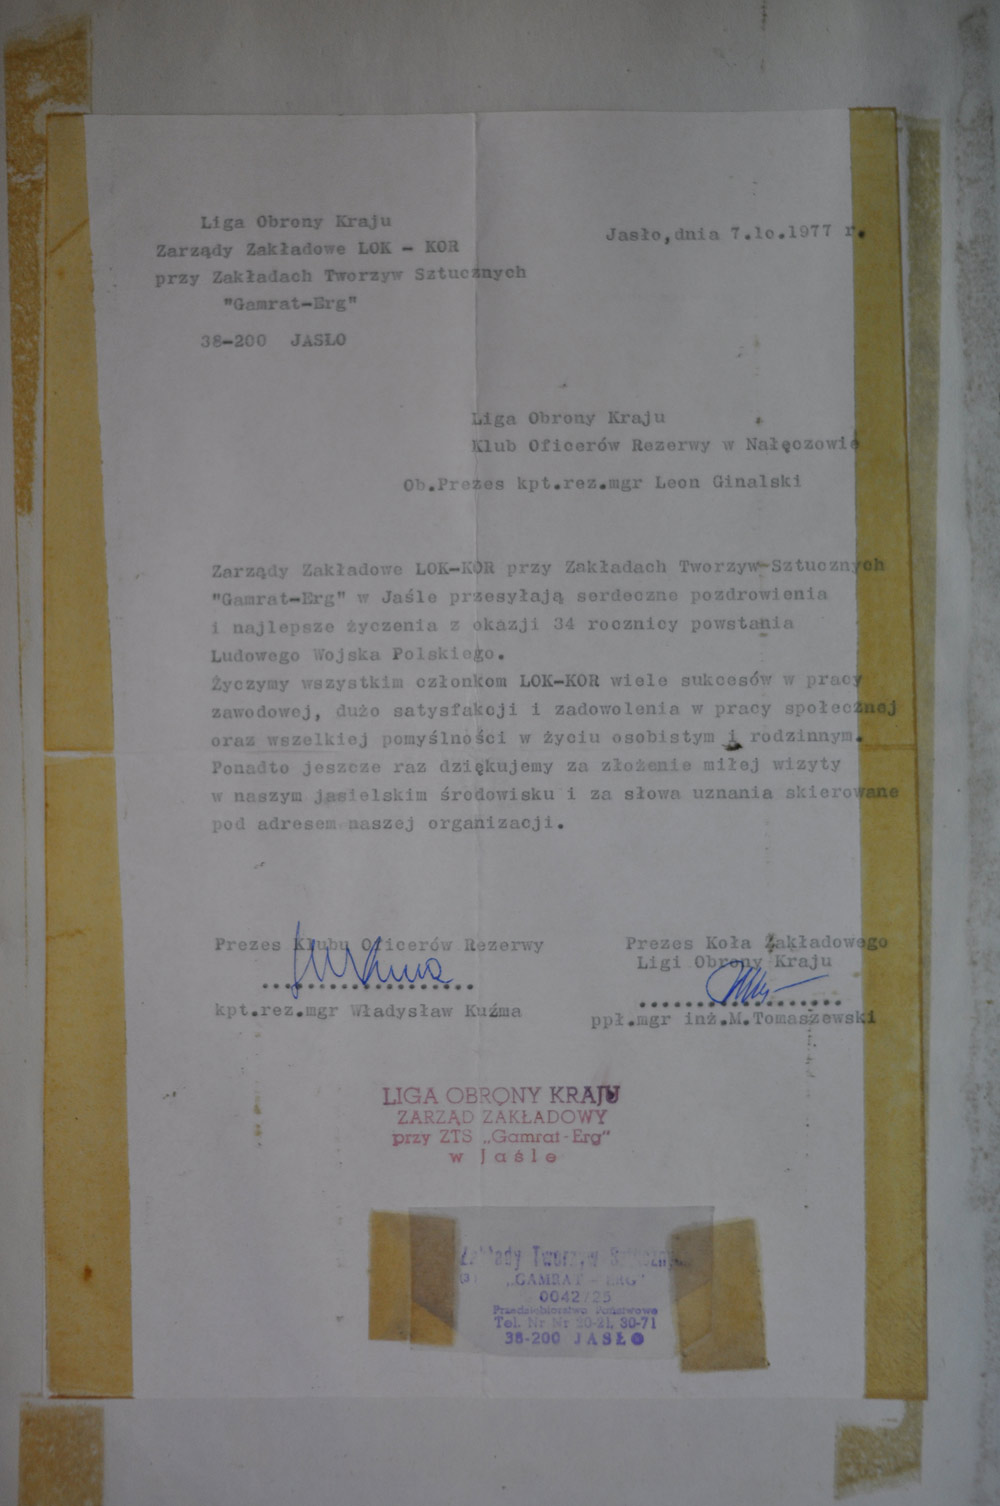 Liga Obrony Kraju
Zarządy Zakładowe LOK - KOR
przy Zakładach Tworzyw Sztucznych
"Gamrat-Erg"
38-200 JASŁO
Jasło,dnia 7.1o.1977 r.
Liga Obrony Kraju
Klub Oficerów Rezerwy w Nałęczowie
Ob.Prezes kpt.rez.mgr Leon Ginalski
Zarządy Zakładowe LOK-KOR przy Zakładach Tworzyw Sztucznych
"Gamrat-Erg" w Jaśle przesyłają serdeczne pozdrowienia
i najlepsze życzenia z okazji 34 rocznicy powstania
Ludowego Wojska Polskiego.
Życzymy wszystkim członkom LOK-KOR wiele sukcesów w pracy
zawodowej, dużo satysfakcji i zadowolenia w pracy społecznej
oraz wszelkiej pomyślności w życiu osobistym i rodzinnym.
Ponadto jeszcze raz dziękujemy za złożenie miłej wizyty
w naszym jasielskim środowisku i za słowa uznania skierowane
pod adresem naszej organizacji.
Prezes Klubu Oficerów Rezerwy
kpt.rez.mgr Władysław Kuźma
Prezes Koła Zakładowego
Ligi Obrony Kraju
ppł.mgr inż.M.Tomaszewski
LIGA OBRONY KRAJU
ZARZĄD ZAKŁADOWY
przy ZTS „Gamrat-Erg"
w Jaśle
Zakłady Tworzyw
„GAMRAT - ERG"
Przedsiębiorstwo Państwowe
Tel. Nr Nr 20-21, 30-71
38-200 JASŁO